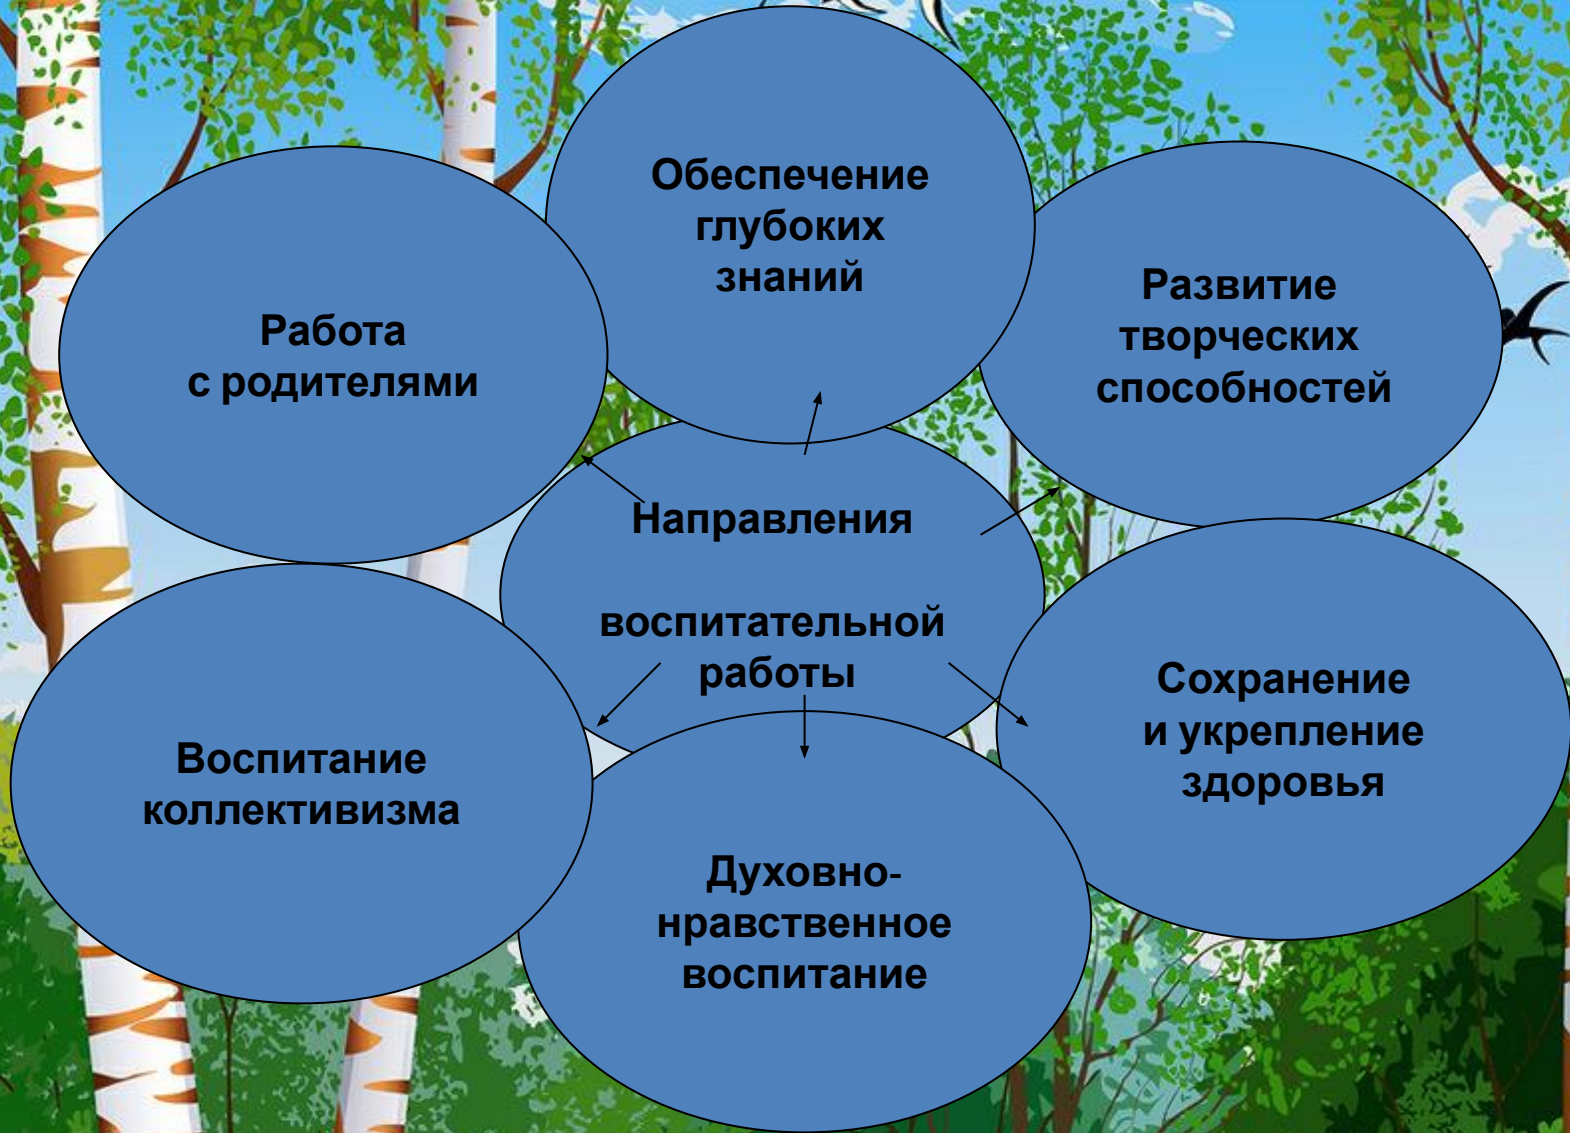 Обеспечение
глубоких
знаний
Развитие
творческих
способностей
Работа
с родителями
Направления
воспитательной
работы
Сохранение
и укрепление
здоровья
Воспитание
коллективизма
Духовно-
нравственное
воспитание